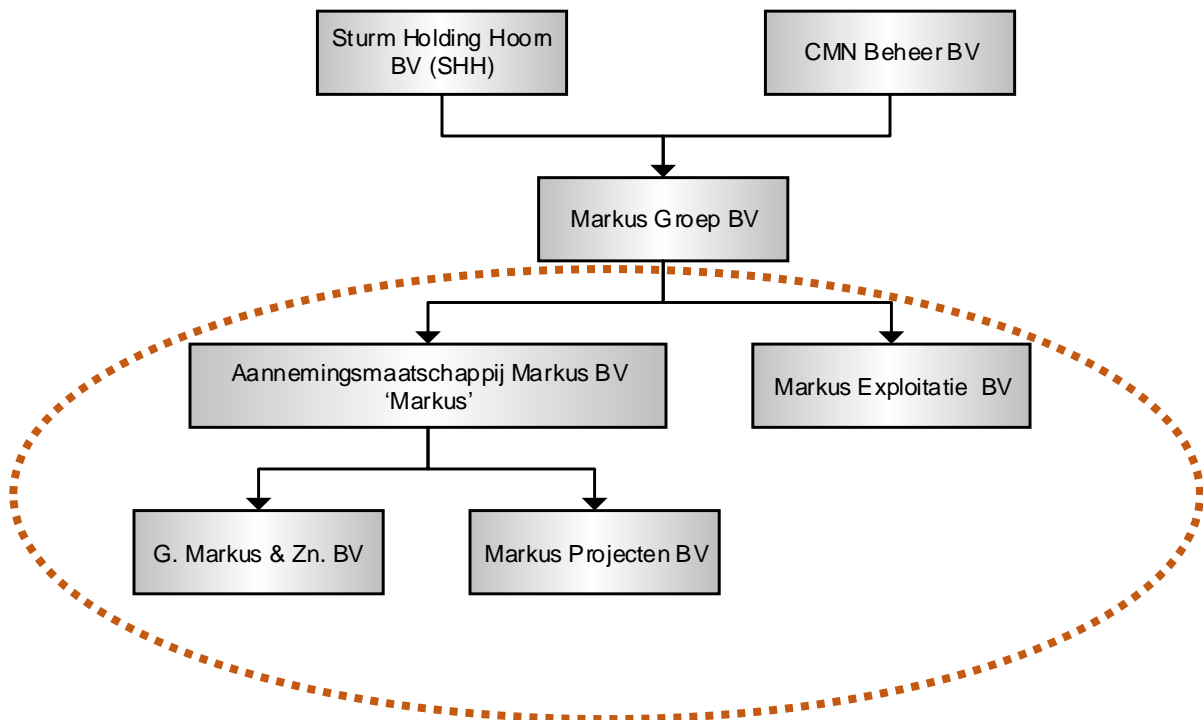 Sturm Holding Hoorn
BV (SHH)
CMN Beheer BV
Markus Groep BV
Aannemingsmaatschappij Markus BV
‘Markus’
Markus Exploitatie BV
G. Markus & Zn. BV
Markus Projecten BV